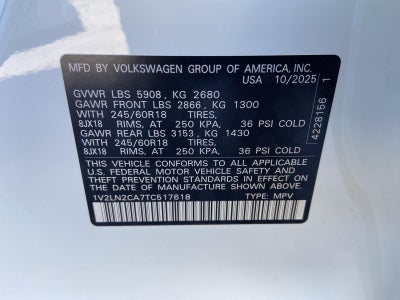 MFD BY VOLKSWAGEN GROUP OF AMERICA, INC.
USA 10/2025
GVWR LBS 5908, KG 2680
GAWR FRONT LBS 2866, KG 1300
WITH 245/60R18 TIRES,
8JX18 RIMS, AT 250 KPA, 36 PSI COLD
GAWR REAR LBS 3153, KG 1430
WITH 245/60R18 TIRES,
8JX18 RIMS, AT 250 KPA, 36 PSI COLD
THIS VEHICLE CONFORMS TO ALL APPLICABLE
U.S. FEDERAL MOTOR VEHICLE SAFETY AND
THEFT PREVENTION STANDARDS IN EFFECT ON THE
DATE OF MANUFACTURE SHOWN ABOVE.
1V2LN2CA7TC517618 TYPE: MPV
4228156 1